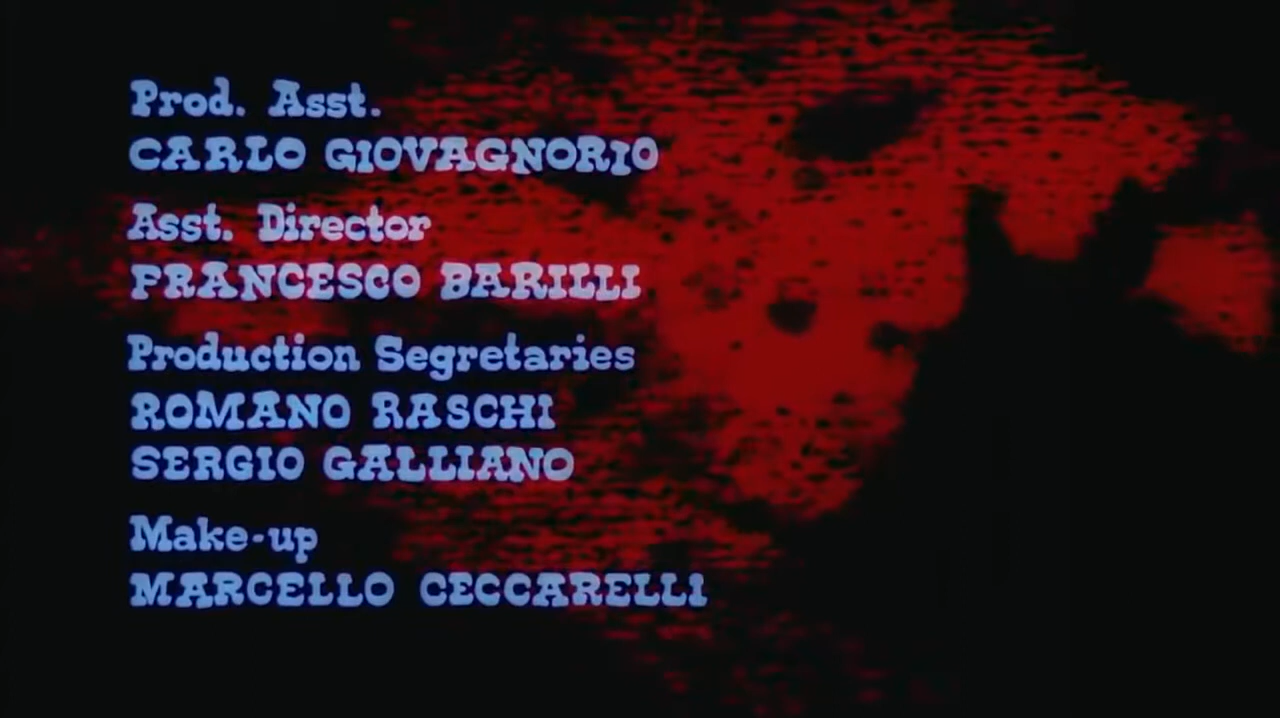 Prod. Asst.
CARLO GIOVAGNORIO
Asst. Director
FRANCESCO BARILLI
Production Segretaries
ROMANO RASCHI
SERGIO GALLIANO
Make-up
MARCELLO CECCARELLI